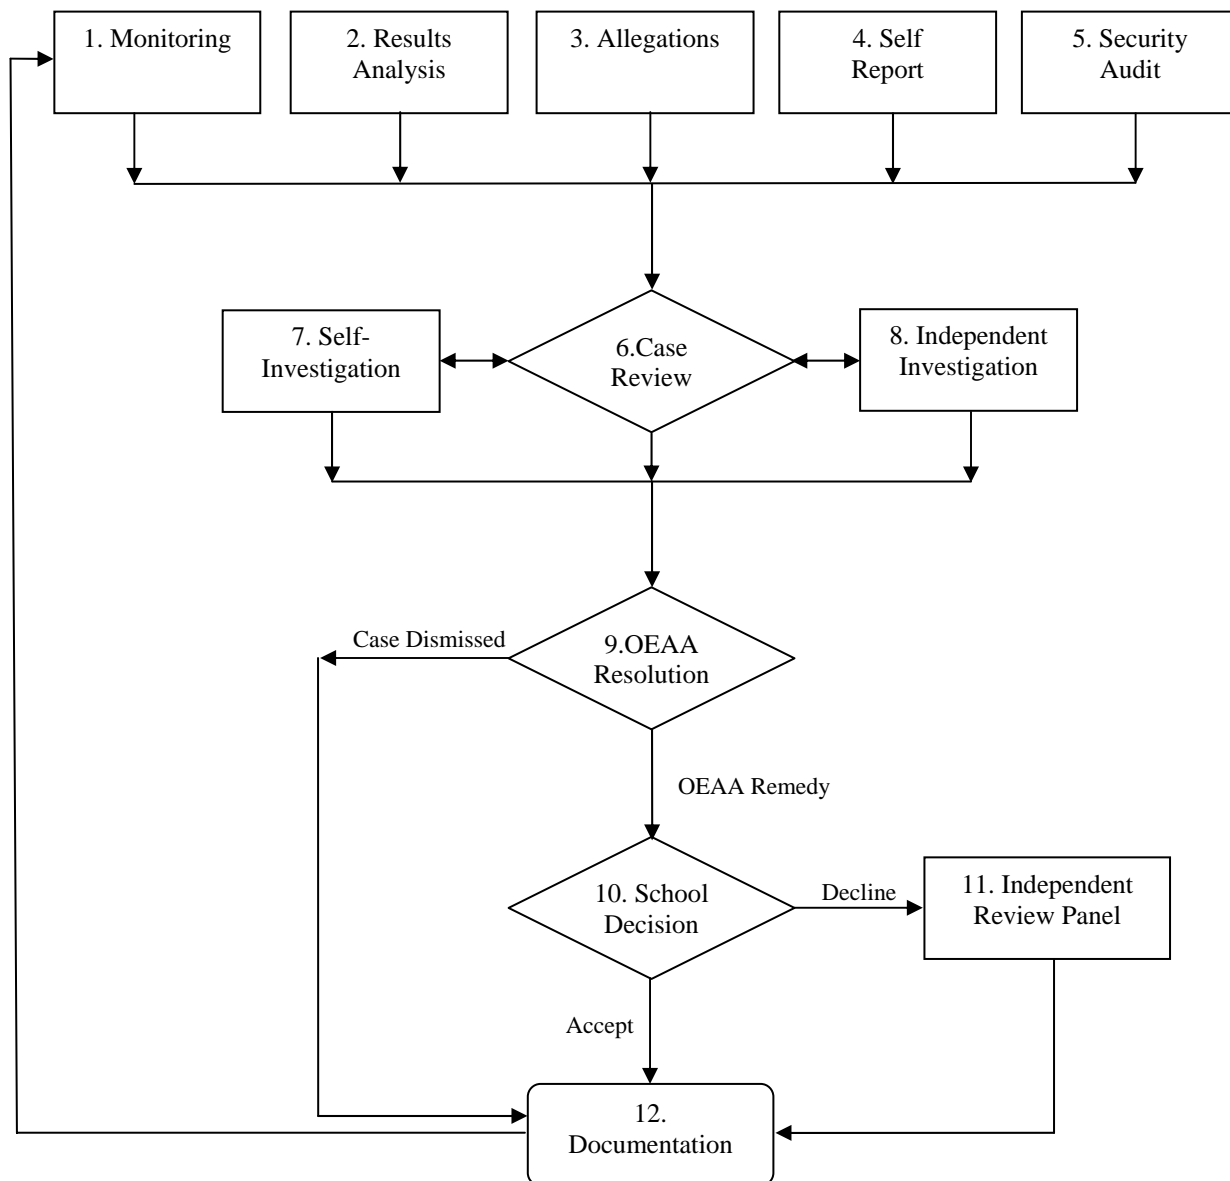 1. Monitoring
2. Results
Analysis
3. Allegations
4. Self
Report
5. Security
Audit
7. Self-
Investigation
6.Case
Review
8. Independent
Investigation
Case Dismissed
9.OEAA
Resolution
OEAA Remedy
10. School
Decision
Decline
11. Independent
Review Panel
Accept
12.
Documentation